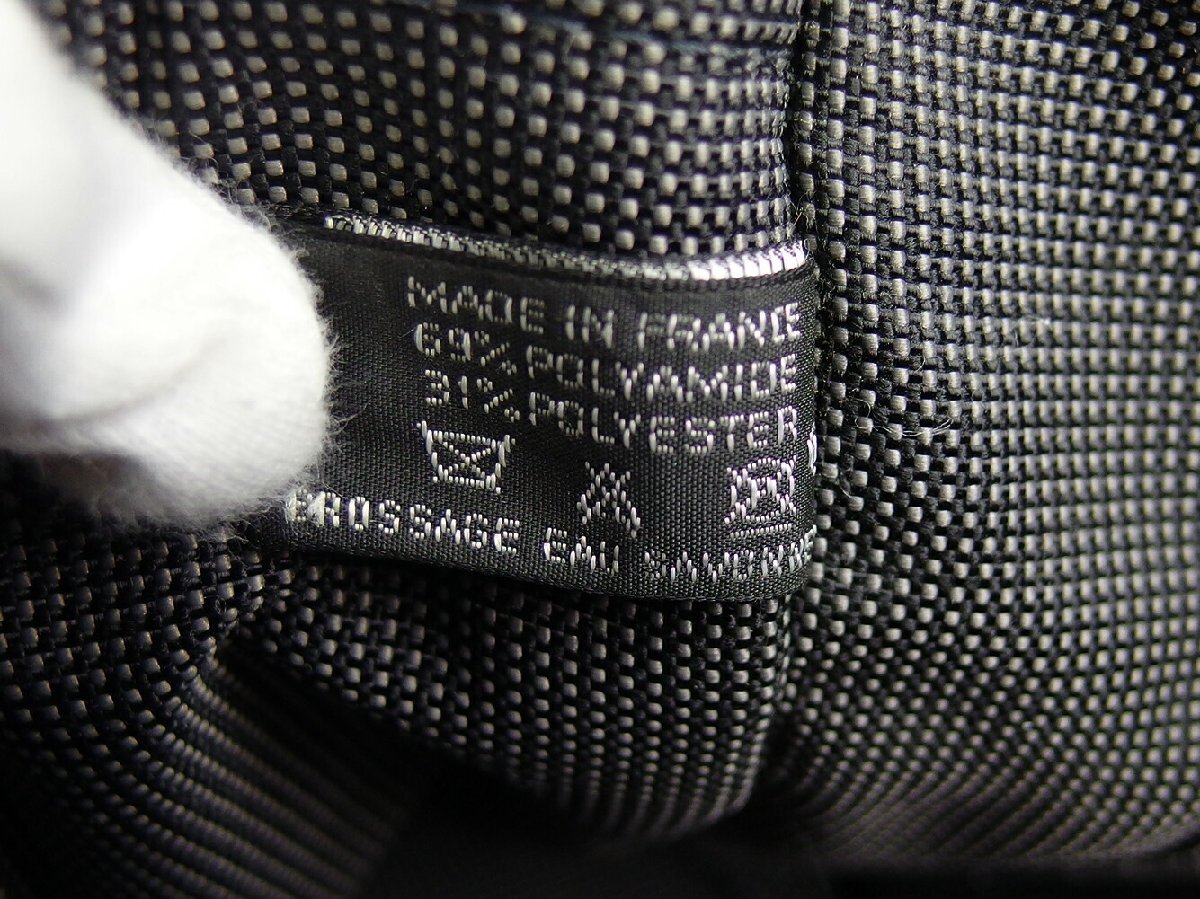 MADE IN FRANCE
69% POLYAMIDE
31% POLYESTER
BROSSAGE EAU